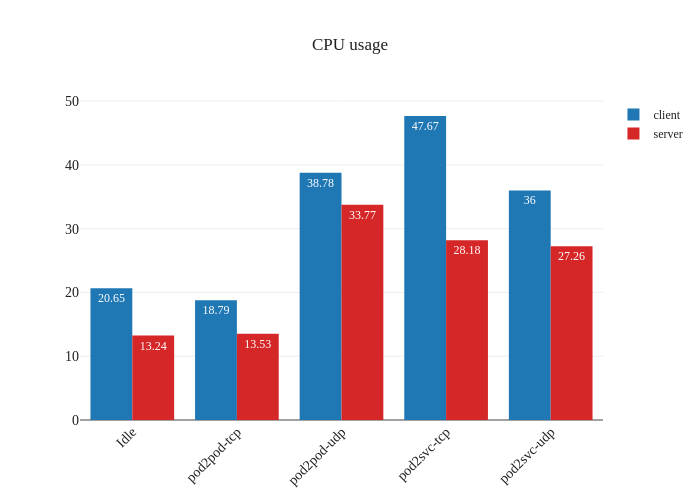 CPU usage
client
server
50
40
30
20
10
0
20.65
13.24
18.79
13.53
38.78
33.77
47.67
28.18
36
27.26
Idle
pod2pod-tcp
pod2pod-udp
pod2svc-tcp
pod2svc-udp